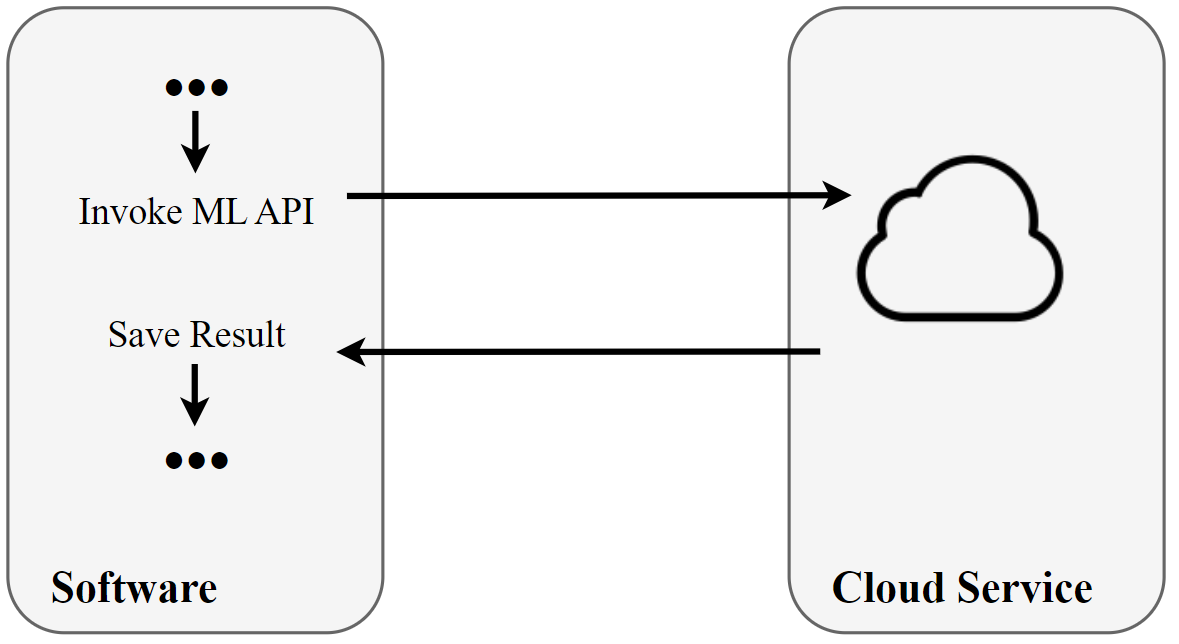 Invoke ML API
Save Result
Software
Cloud Service